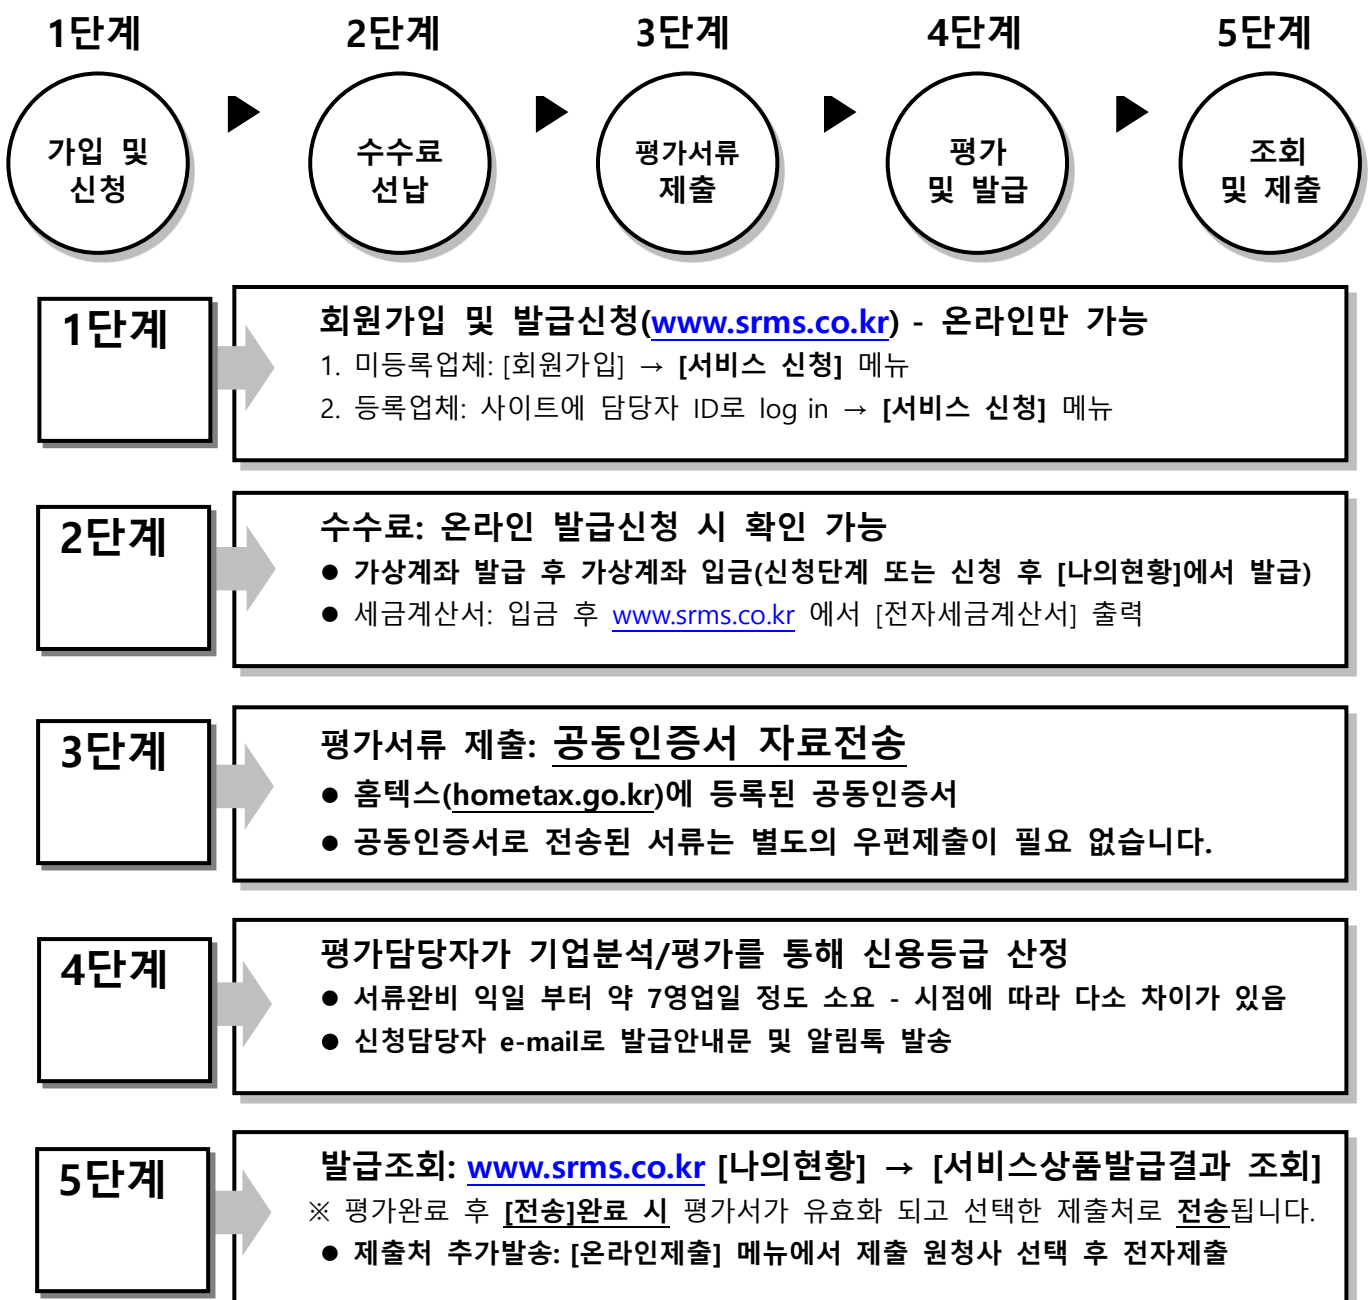 1단계
2단계
3단계
4단계
5단계
가입 및
신청
수수료
선납
평가서류
제출
평가
및 발급
조회
및 제출
1단계
회원가입 및 발급신청(www.srms.co.kr) - 온라인만 가능
1. 미등록업체: [회원가입] → [서비스 신청] 메뉴
2. 등록업체: 사이트에 담당자 ID로 log in → [서비스 신청] 메뉴
2단계
수수료: 온라인 발급신청 시 확인 가능
● 가상계좌 발급 후 가상계좌 입금(신청단계 또는 신청 후 [나의현황]에서 발급)
● 세금계산서: 입금 후 www.srms.co.kr 에서 [전자세금계산서] 출력
3단계
평가서류 제출: 공동인증서 자료전송
● 홈텍스(hometax.go.kr)에 등록된 공동인증서
● 공동인증서로 전송된 서류는 별도의 우편제출이 필요 없습니다.
4단계
평가담당자가 기업분석/평가를 통해 신용등급 산정
● 서류완비 익일 부터 약 7영업일 정도 소요 - 시점에 따라 다소 차이가 있음
● 신청담당자 e-mail로 발급안내문 및 알림톡 발송
5단계
발급조회: www.srms.co.kr [나의현황] → [서비스상품발급결과 조회]
※ 평가완료 후 [전송]완료 시 평가서가 유효화 되고 선택한 제출처로 전송됩니다.
● 제출처 추가발송: [온라인제출] 메뉴에서 제출 원청사 선택 후 전자제출